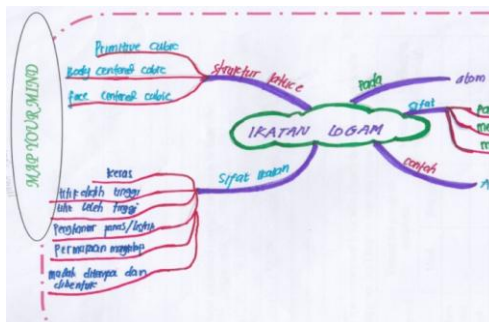 MAP YOUR MIND
Primitive cubic
Body centered cubic
face centered cubic
struktur
IKATAN LOGAM
pada
atom
sifat
contoh
Sifat ikatan
keras
titik didih tinggi
titik leleh tinggi
Penghantar panas/listrik
Permukaan mengkilap
mudah ditempa dan
dibentuk